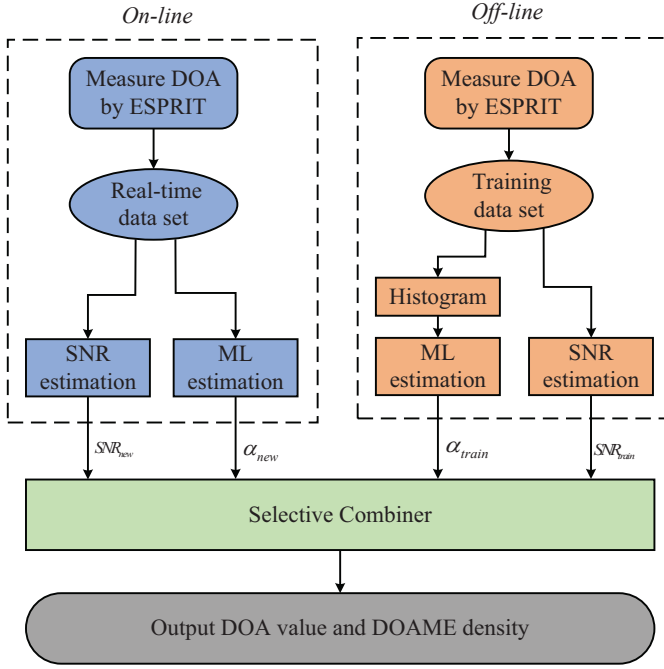 On-line
Measure DOA
by ESPRIT
Real-time
data set
SNR
estimation
ML
estimation
SNR_new
α_new
Off-line
Measure DOA
by ESPRIT
Training
data set
Histogram
ML
estimation
SNR
estimation
α_train
SNR_train
Selective Combiner
Output DOA value and DOAME density